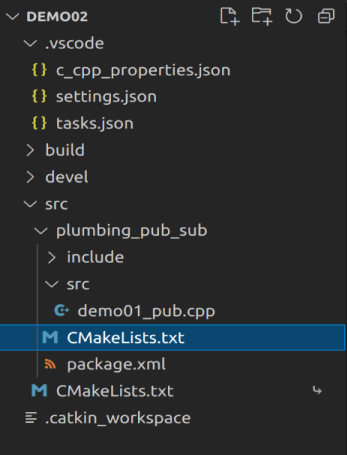 DEMO02
.vscode
{} c_cpp_properties.json
{} settings.json
{} tasks.json
build
devel
src
plumbing_pub_sub
include
src
demo01_pub.cpp
M CMakeLists.txt
package.xml
M CMakeLists.txt
.catkin_workspace